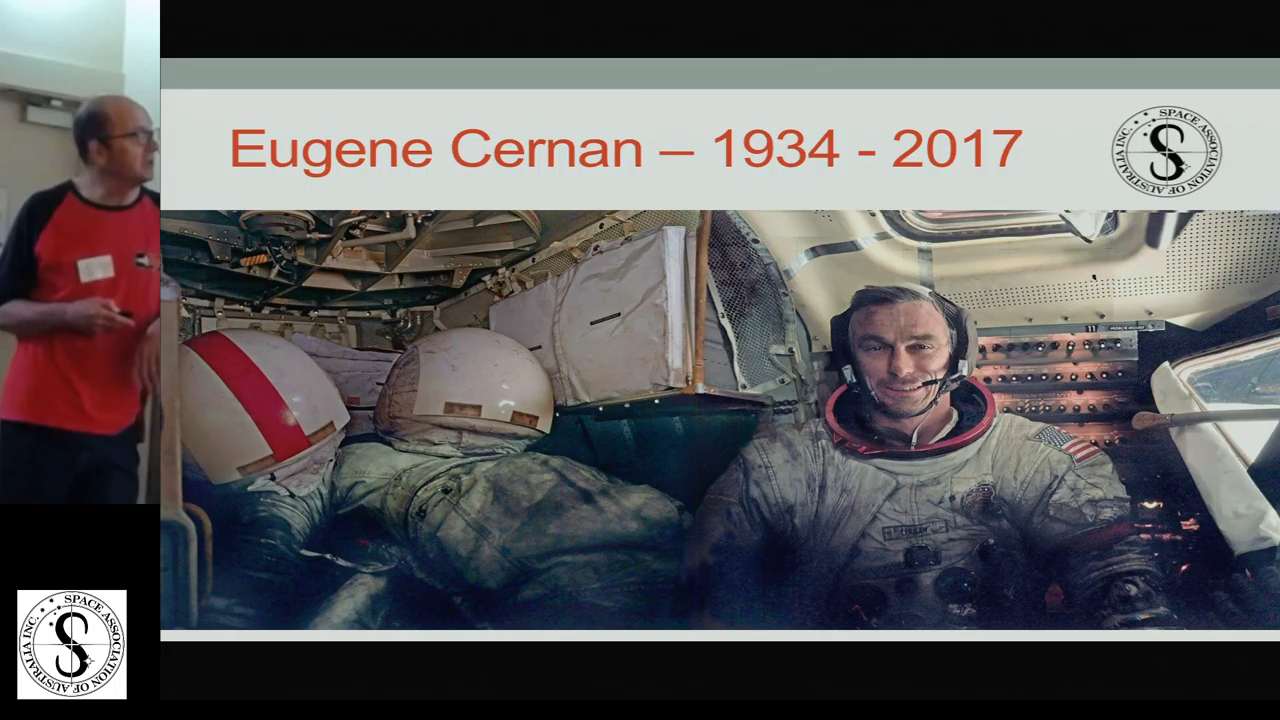 Eugene Cernan – 1934 - 2017
SPACE ASSOCIATION OF AUSTRALIA INC.
S
SPACE ASSOCIATION OF AUSTRALIA INC.
S